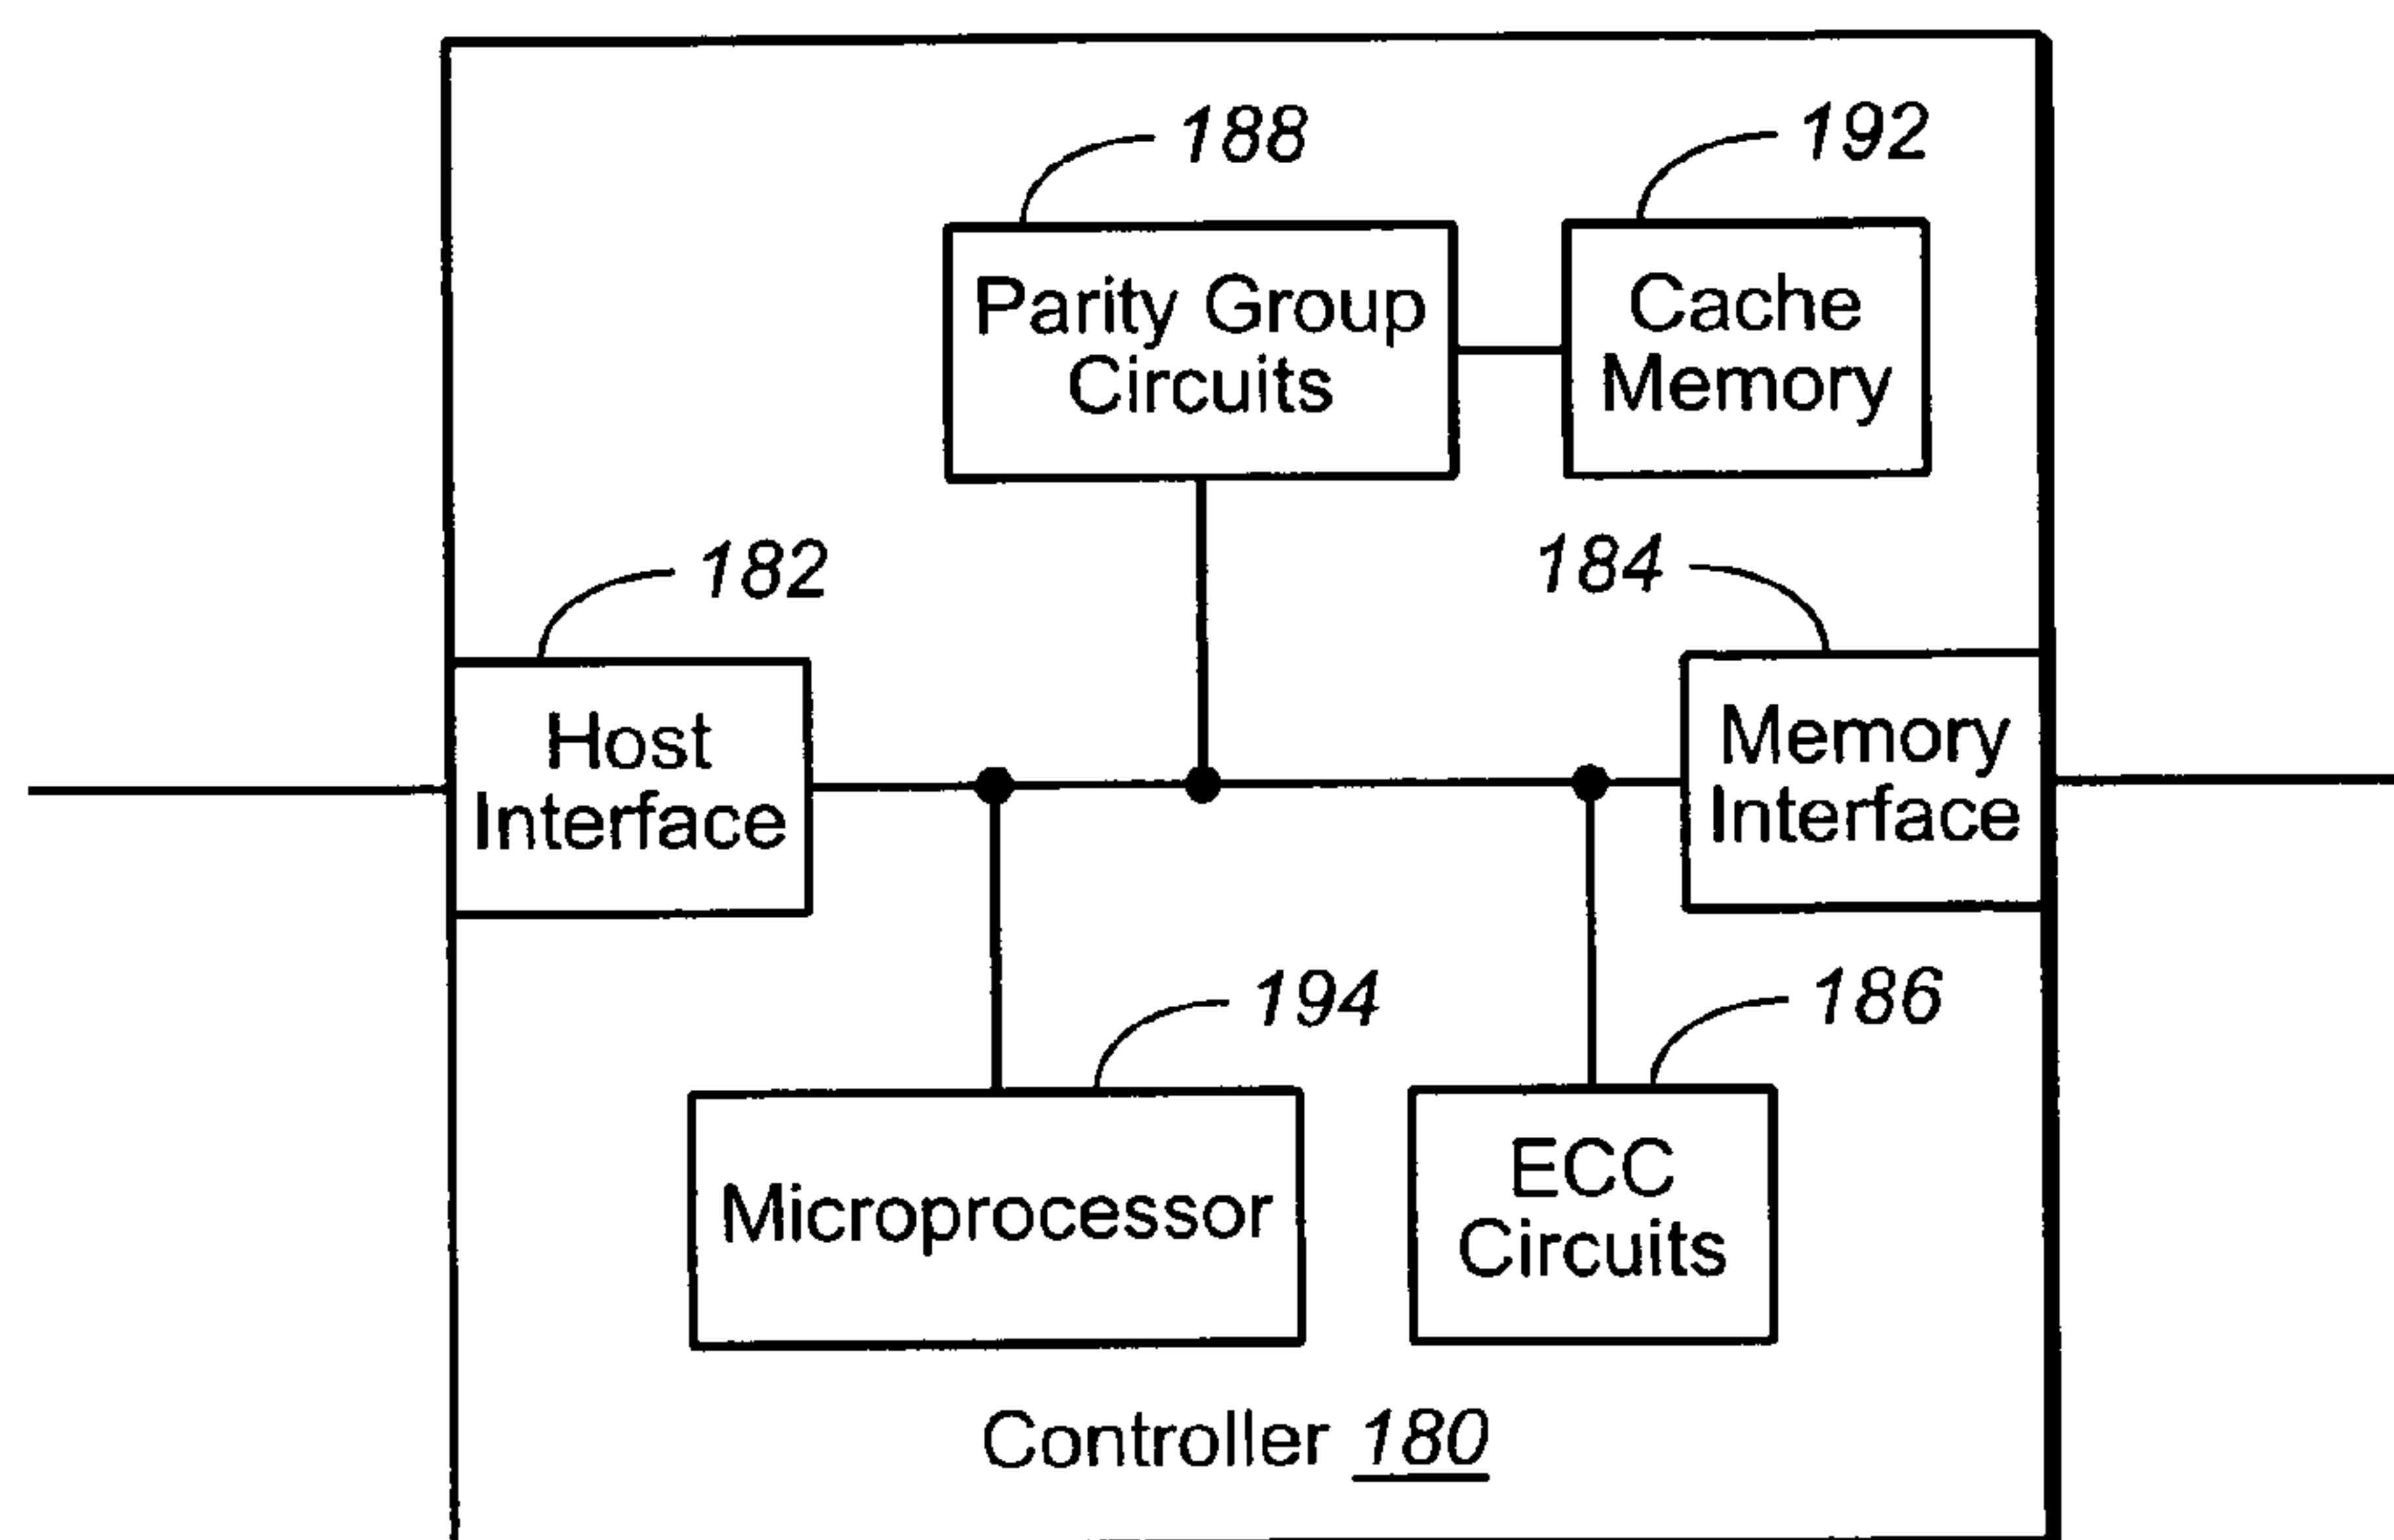 188
192
Parity Group
Circuits
Cache
Memory
182
184
Host
Interface
Memory
Interface
194
186
Microprocessor
ECC
Circuits
Controller 180